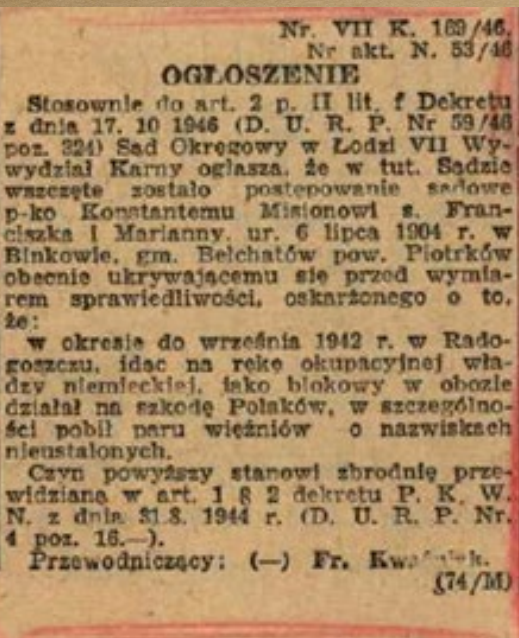 Nr. VII K. 169/46.
Nr akt. N. 53/46
OGŁOSZENIE
Stosownie do art. 2 p. II lit. f Dekretu
z dnia 17. 10 1946 (D. U. R. P. Nr 59/46
poz. 324) Sąd Okręgowy w Łodzi VII Wy-
wydział Karny ogłasza, że w tut. Sądzie
wszczęte zostało postępowanie sądowe
p-ko Konstantemu Misionowi s. Fran-
ciszka i Marianny, ur. 6 lipca 1904 r. w
Binkowie, gm. Bełchatów pow. Piotrków
obecnie ukrywającemu się przed wymia-
rem sprawiedliwości, oskarżonego o to,
że:
w okresie do września 1942 r. w Rado-
goszczu, idąc na rękę okupacyjnej wła-
dzy niemieckiej, jako blokowy w obozie
działał na szkodę Polaków, w szczególno-
ści pobił paru więźniów o nazwiskach
nieustalonych.
Czyn powyższy stanowi zbrodnię prze-
widzianą w art. 1 § 2 dekretu P. K. W.
N. z dnia 31.8. 1944 r. (D. U. R. P. Nr.
4 poz. 16.—).
Przewodniczący: (—) Fr.
(74/M)